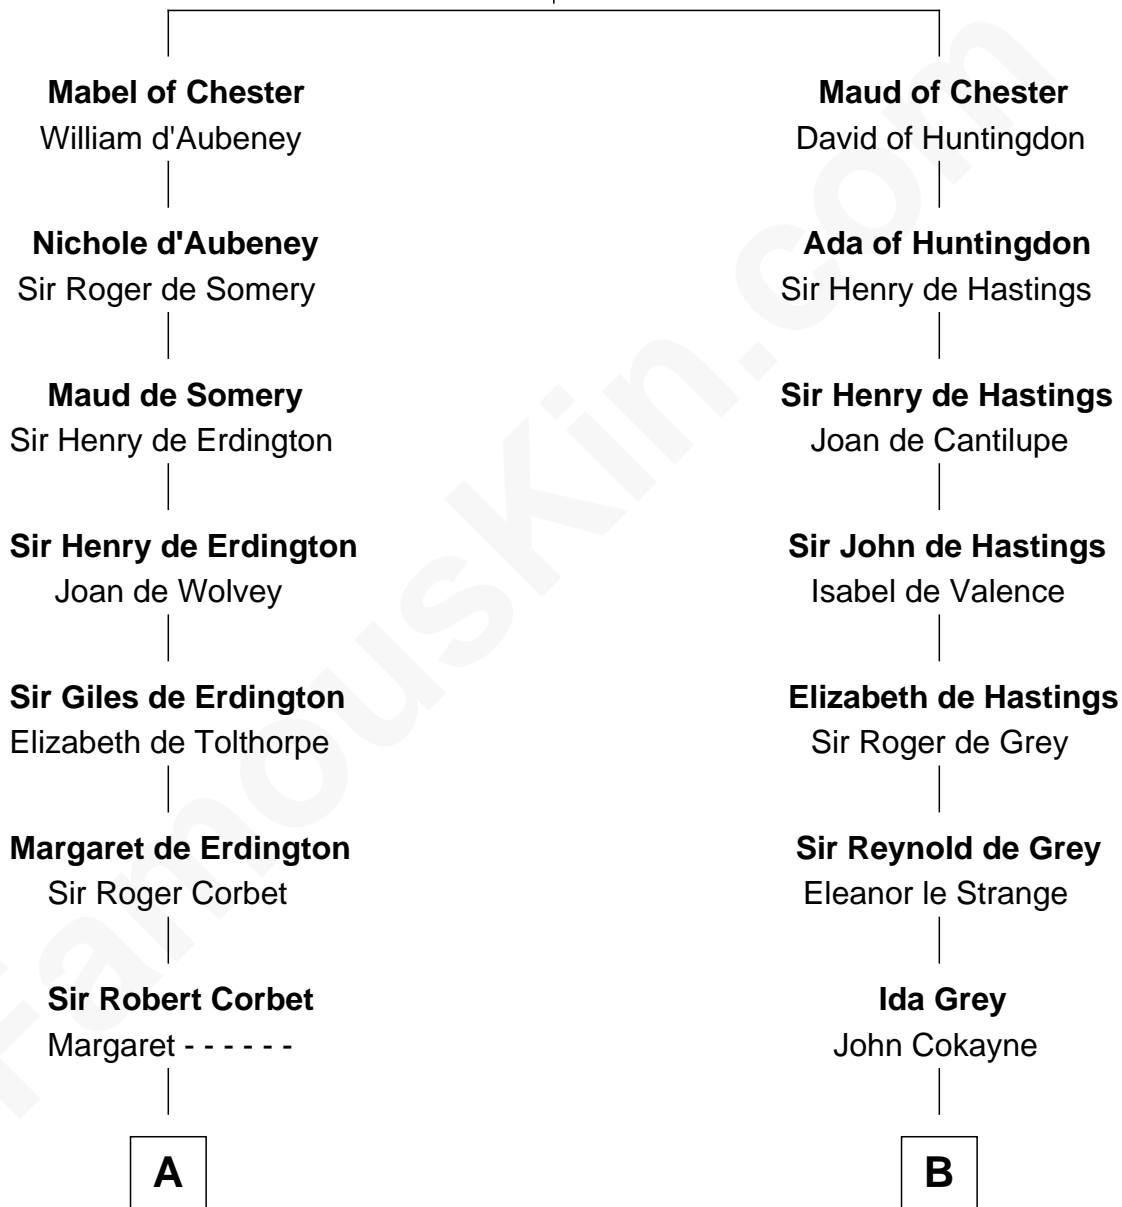 Mabel of Chester
William d'Aubeney
Maud of Chester
David of Huntingdon
Nichole d'Aubeney
Sir Roger de Somery
Ada of Huntingdon
Sir Henry de Hastings
Maud de Somery
Sir Henry de Erdington
Sir Henry de Hastings
Joan de Cantilupe
Sir Henry de Erdington
Joan de Wolvey
Sir John de Hastings
Isabel de Valence
Sir Giles de Erdington
Elizabeth de Tolthorpe
Elizabeth de Hastings
Sir Roger de Grey
Margaret de Erdington
Sir Roger Corbet
Sir Reynold de Grey
Eleanor le Strange
Sir Robert Corbet
Margaret - - - - - -
Ida Grey
John Cokayne
A
B
FamousKin.com